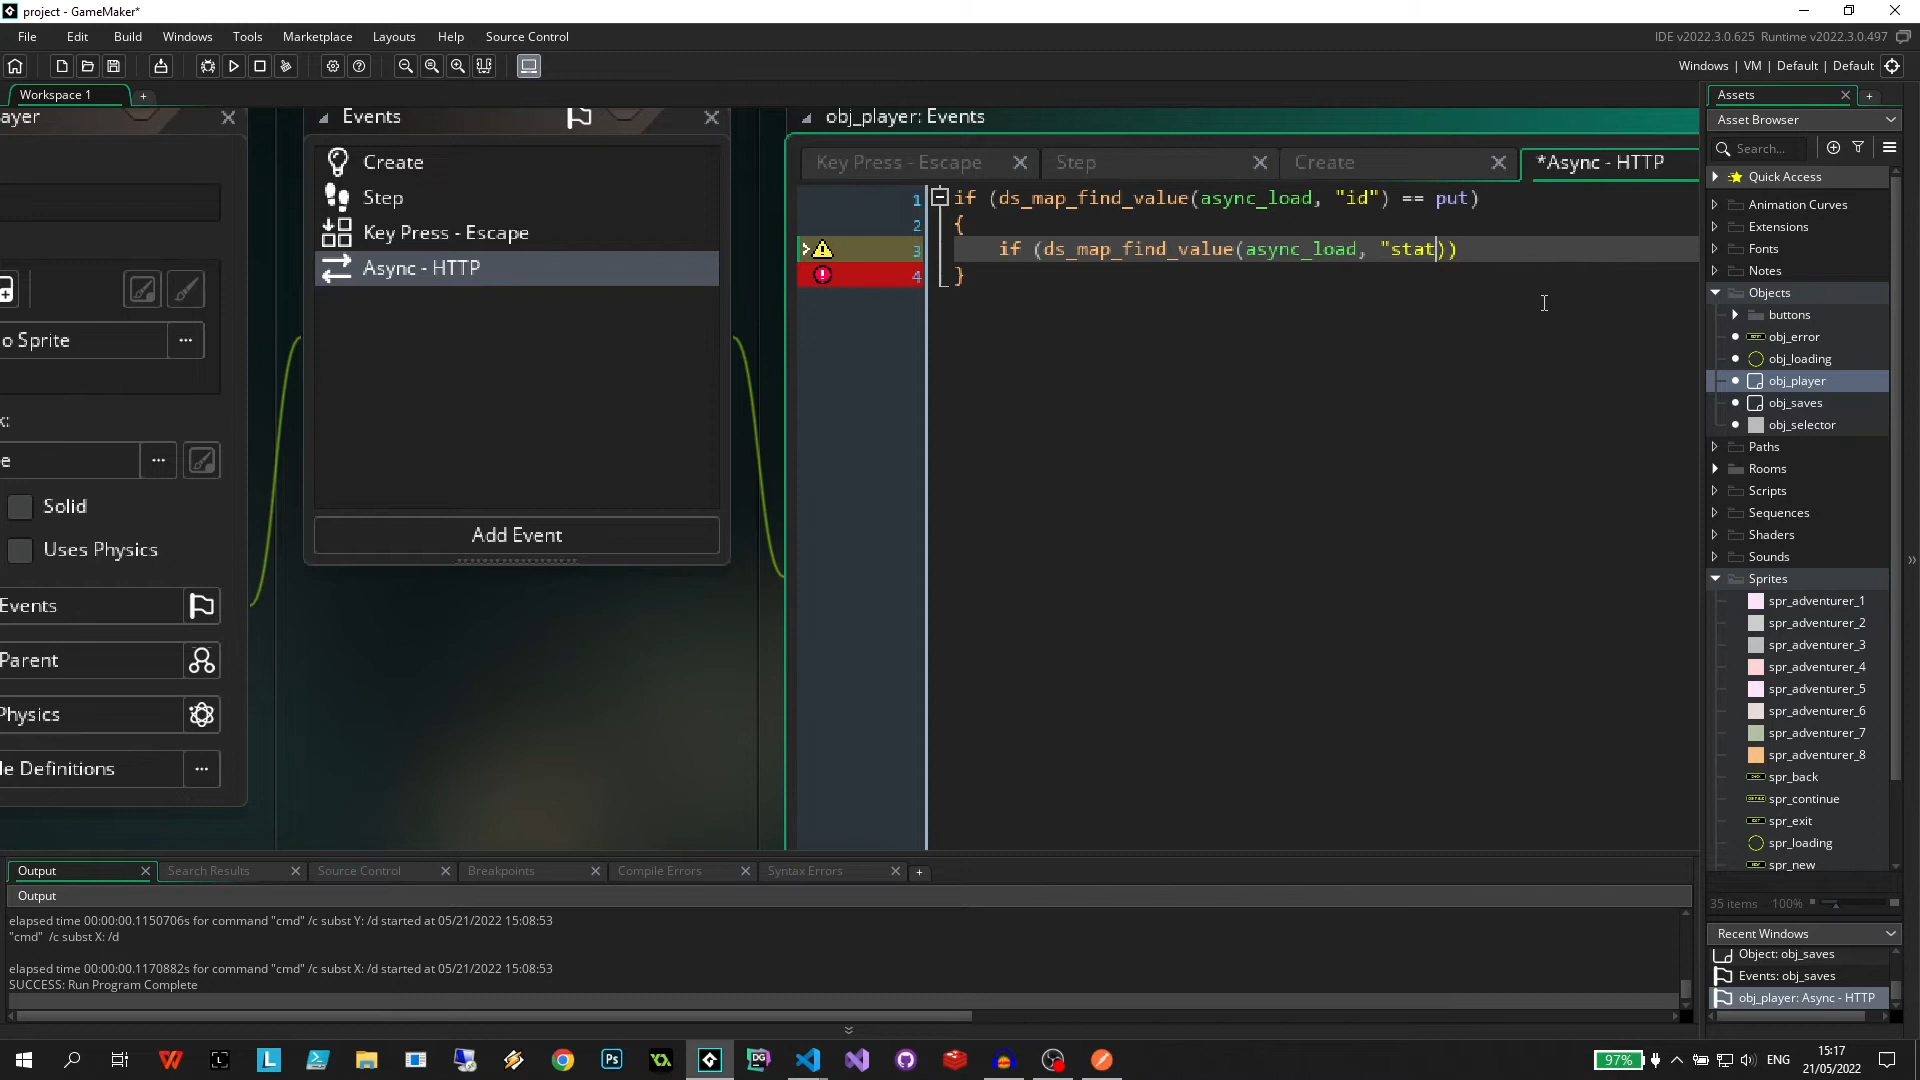 project - GameMaker*
File Edit Build Windows Tools Marketplace Layouts Help Source Control
IDE v2022.3.0.625 Runtime v2022.3.0.497
Windows | VM | Default | Default
Workspace 1
ayer
Events
obj_player: Events
Assets
Asset Browser
Search...
Create
Step
Key Press - Escape
Async - HTTP
Add Event
Key Press - Escape
Step
Create
*Async - HTTP
1 if (ds_map_find_value(async_load, "id") == put)
2 {
3 if (ds_map_find_value(async_load, "stat))
4 }
o Sprite
x:
e
Solid
Uses Physics
Events
Parent
Physics
le Definitions
Quick Access
Animation Curves
Extensions
Fonts
Notes
Objects
buttons
obj_error
obj_loading
obj_player
obj_saves
obj_selector
Paths
Rooms
Scripts
Sequences
Shaders
Sounds
Sprites
spr_adventurer_1
spr_adventurer_2
spr_adventurer_3
spr_adventurer_4
spr_adventurer_5
spr_adventurer_6
spr_adventurer_7
spr_adventurer_8
spr_back
spr_continue
spr_exit
spr_loading
spr_new
35 items 100%
Recent Windows
Object: obj_saves
Events: obj_saves
obj_player: Async - HTTP
Output Search Results Source Control Breakpoints Compile Errors Syntax Errors
Output
elapsed time 00:00:00.1150706s for command "cmd" /c subst Y: /d started at 05/21/2022 15:08:53
"cmd" /c subst X: /d
elapsed time 00:00:00.1170882s for command "cmd" /c subst X: /d started at 05/21/2022 15:08:53
SUCCESS: Run Program Complete
97%
ENG
15:17
21/05/2022